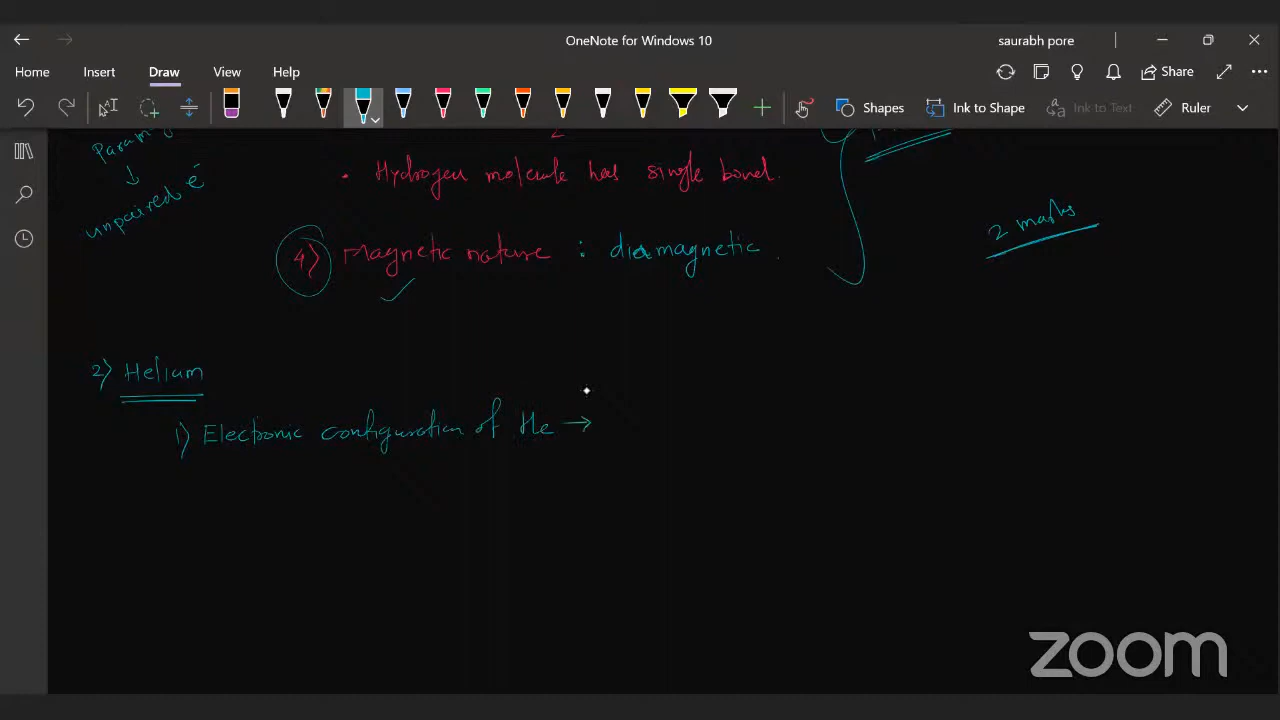 OneNote for Windows 10
saurabh pore
Home Insert Draw View Help
Share
Shapes
Ink to Shape
Ink to Text
Ruler
unpaired e
• Hydrogen molecule has single bond.
2 marks
4) Magnetic nature : diamagnetic.
2) Helium
1) Electronic configuration of He →
zoom